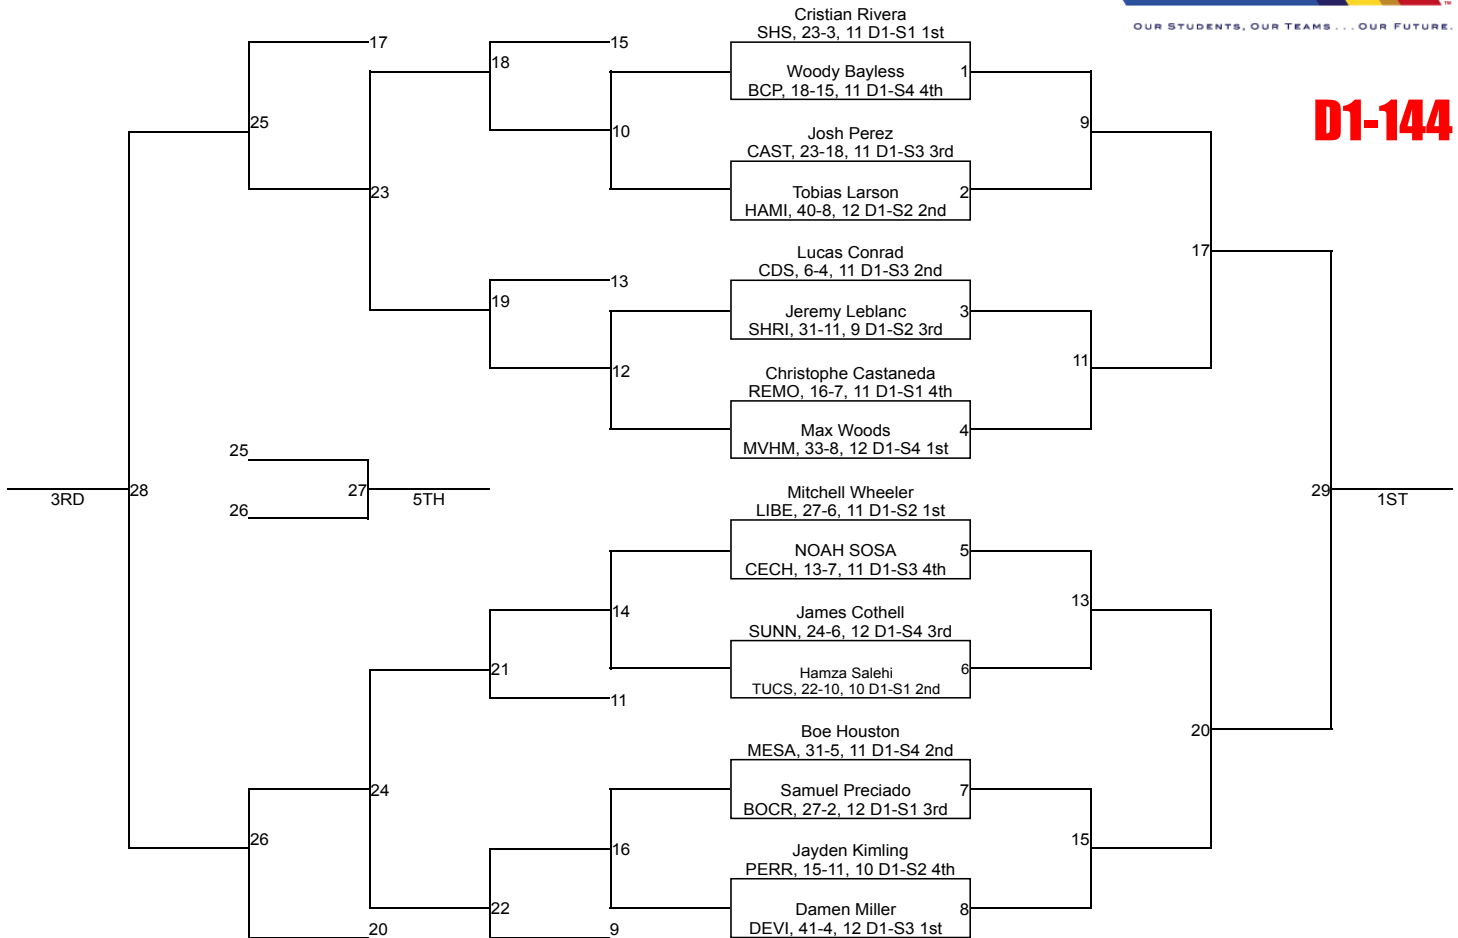 OUR STUDENTS, OUR TEAMS . . . OUR FUTURE.
TM
D1-144
Cristian Rivera
SHS, 23-3, 11 D1-S1 1st
17
15
18
Woody Bayless
1
BCP, 18-15, 11 D1-S4 4th
25
10
9
Josh Perez
CAST, 23-18, 11 D1-S3 3rd
23
Tobias Larson
2
HAMI, 40-8, 12 D1-S2 2nd
Lucas Conrad
17
CDS, 6-4, 11 D1-S3 2nd
13
19
Jeremy Leblanc
3
SHRI, 31-11, 9 D1-S2 3rd
12
11
Christophe Castaneda
REMO, 16-7, 11 D1-S1 4th
Max Woods
4
MVHM, 33-8, 12 D1-S4 1st
25
28
27
29
3RD
5TH
1ST
26
Mitchell Wheeler
LIBE, 27-6, 11 D1-S2 1st
NOAH SOSA
5
CECH, 13-7, 11 D1-S3 4th
14
13
James Cothell
SUNN, 24-6, 12 D1-S4 3rd
21
Hamza Salehi
6
TUCS, 22-10, 10 D1-S1 2nd
11
Boe Houston
20
MESA, 31-5, 11 D1-S4 2nd
24
Samuel Preciado
7
BOCR, 27-2, 12 D1-S1 3rd
26
16
15
Jayden Kimling
PERR, 15-11, 10 D1-S2 4th
22
Damen Miller
8
DEVI, 41-4, 12 D1-S3 1st
20
9